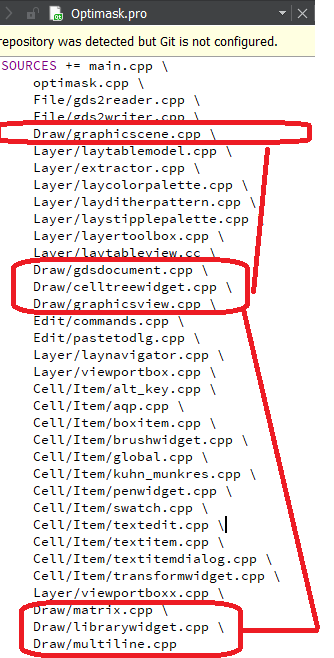 Optimask.pro
repository was detected but Git is not configured.
SOURCES += main.cpp \
optimask.cpp \
File/gds2reader.cpp \
File/gds2writer.cpp \
Draw/graphicscene.cpp \
Layer/laytablemodel.cpp \
Layer/extractor.cpp \
Layer/laycolorpalette.cpp \
Layer/layditherpattern.cpp \
Layer/laystipplepalette.cpp
Layer/layertoolbox.cpp \
Layer/laytableview.cc \
Draw/gdsdocument.cpp \
Draw/celltreewidget.cpp \
Draw/graphicsview.cpp \
Edit/commands.cpp \
Edit/pastetodlg.cpp \
Layer/laynavigator.cpp \
Layer/viewportbox.cpp \
Cell/Item/alt_key.cpp \
Cell/Item/aqp.cpp \
Cell/Item/boxitem.cpp \
Cell/Item/brushwidget.cpp \
Cell/Item/global.cpp \
Cell/Item/kuhn_munkres.cpp \
Cell/Item/penwidget.cpp \
Cell/Item/swatch.cpp \
Cell/Item/textedit.cpp \
Cell/Item/textitem.cpp \
Cell/Item/textitemdialog.cpp \
Cell/Item/transformwidget.cpp \
Layer/viewportboxx.cpp \
Draw/matrix.cpp \
Draw/librarywidget.cpp \
Draw/multiline.cpp